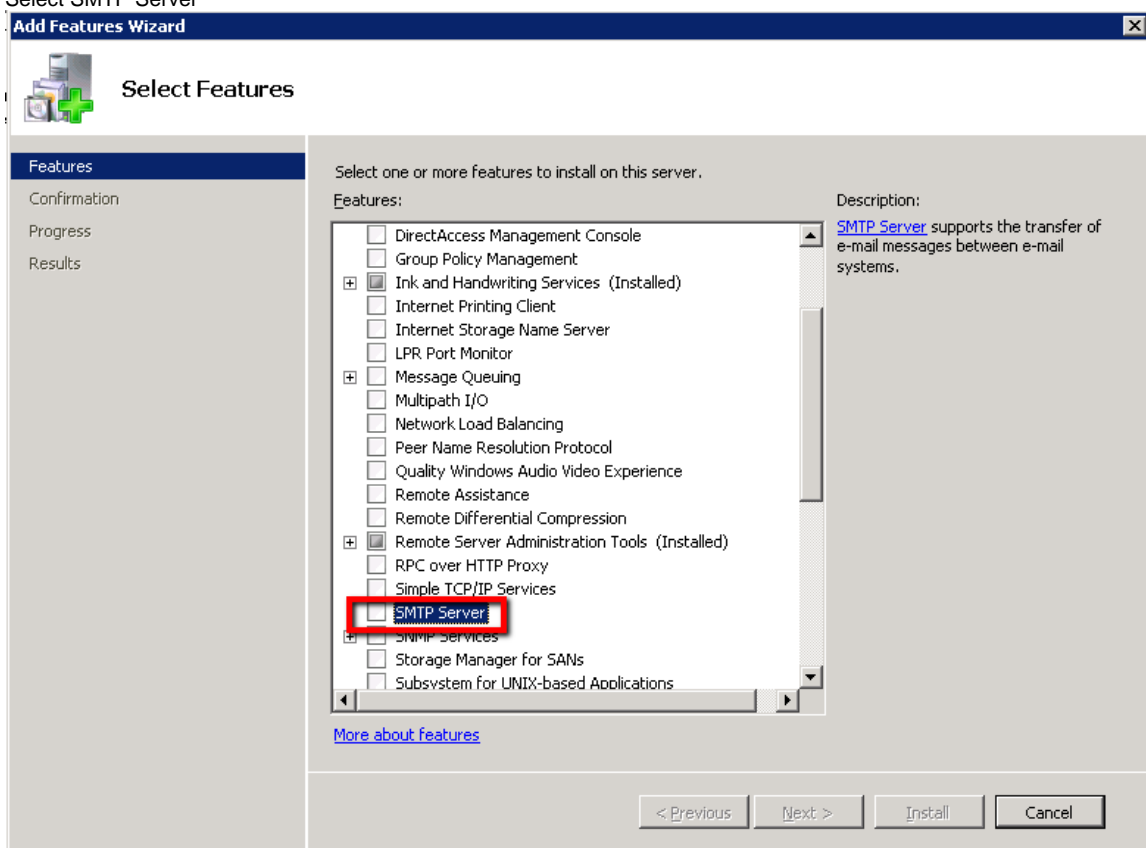 Select SMTP Server
Add Features Wizard
Select Features
Features
Confirmation
Progress
Results
Select one or more features to install on this server.
Features:
DirectAccess Management Console
Group Policy Management
Ink and Handwriting Services (Installed)
Internet Printing Client
Internet Storage Name Server
LPR Port Monitor
Message Queuing
Multipath I/O
Network Load Balancing
Peer Name Resolution Protocol
Quality Windows Audio Video Experience
Remote Assistance
Remote Differential Compression
Remote Server Administration Tools (Installed)
RPC over HTTP Proxy
Simple TCP/IP Services
SMTP Server
SNMP Services
Storage Manager for SANs
Subsystem for UNIX-based Applications
More about features
Description:
SMTP Server supports the transfer of
e-mail messages between e-mail
systems.
< Previous
Next >
Install
Cancel